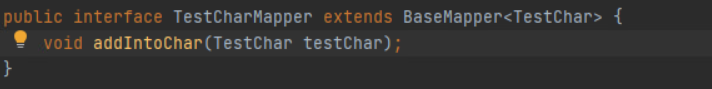 public interface TestCharMapper extends BaseMapper<TestChar> {
void addIntoChar(TestChar testChar);
}